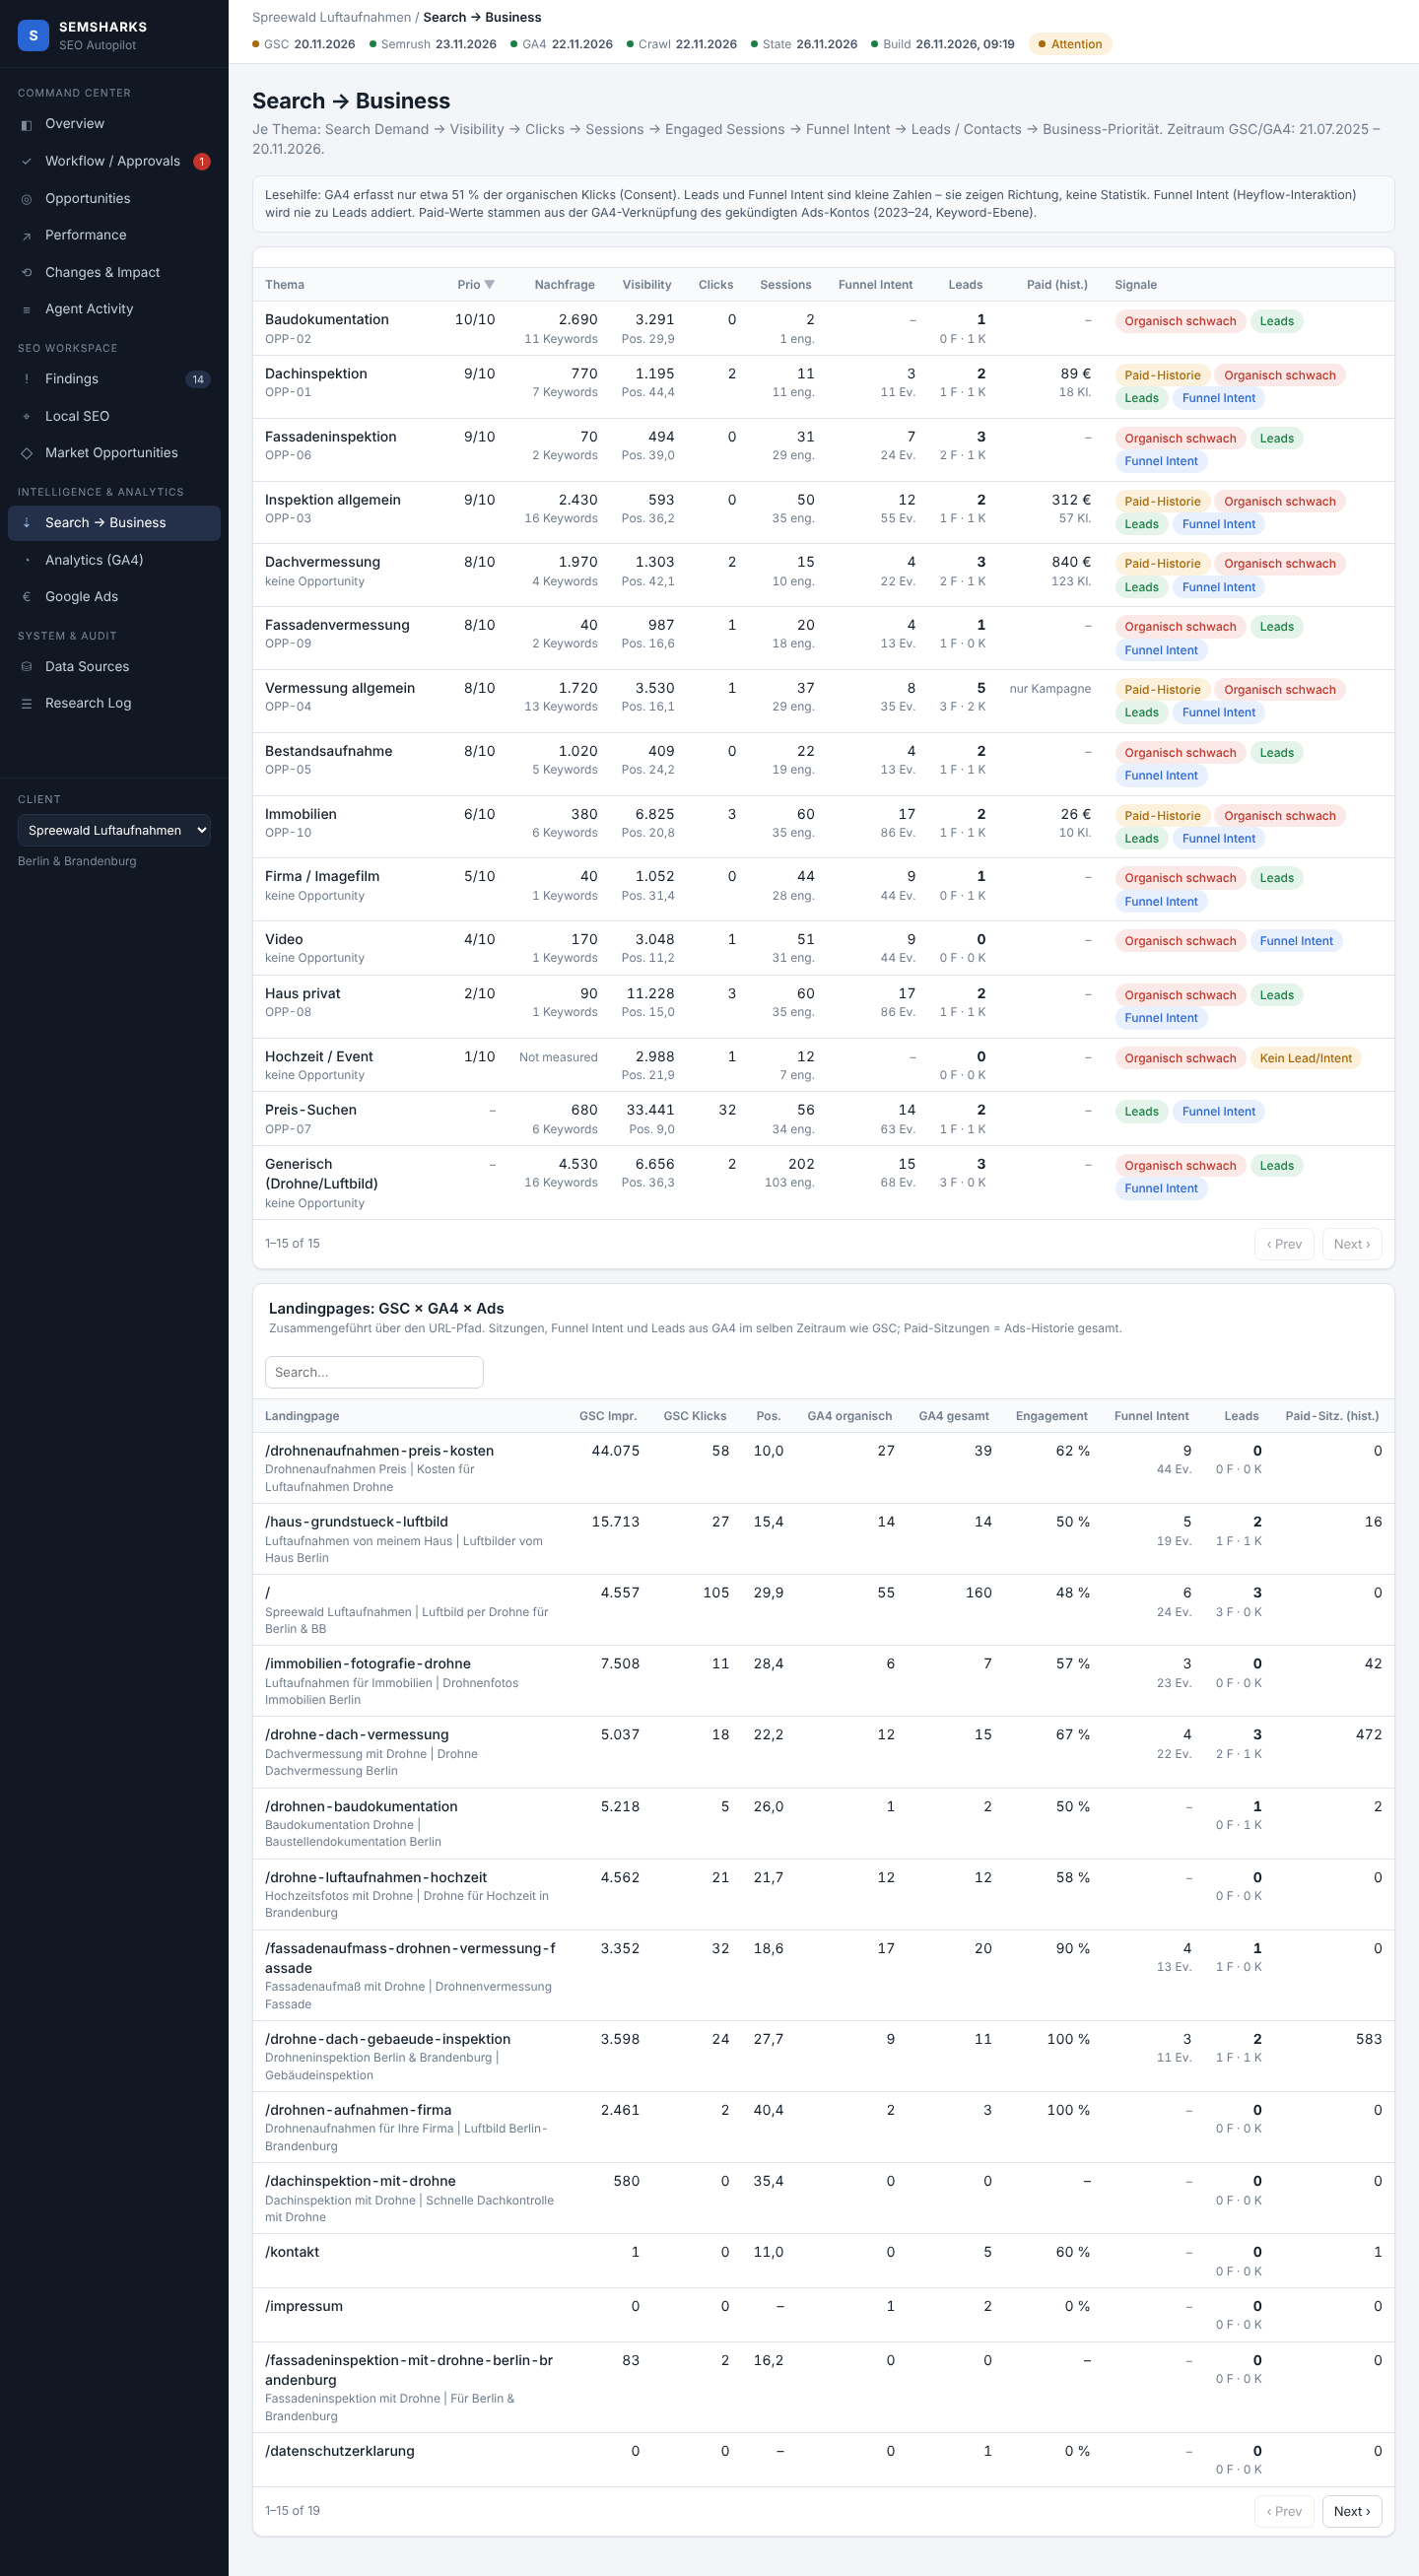 S
SEMSHARKS
SEO Autopilot
COMMAND CENTER
Overview
Workflow / Approvals 1
Opportunities
Performance
Changes & Impact
Agent Activity
SEO WORKSPACE
Findings 14
Local SEO
Market Opportunities
INTELLIGENCE & ANALYTICS
Search → Business
Analytics (GA4)
Google Ads
SYSTEM & AUDIT
Data Sources
Research Log
CLIENT
Spreewald Luftaufnahmen
Berlin & Brandenburg
Spreewald Luftaufnahmen / Search → Business
GSC 20.11.2026 Semrush 23.11.2026 GA4 22.11.2026 Crawl 22.11.2026 State 26.11.2026 Build 26.11.2026, 09:19 Attention
Search → Business
Je Thema: Search Demand → Visibility → Clicks → Sessions → Engaged Sessions → Funnel Intent → Leads / Contacts → Business-Priorität. Zeitraum GSC/GA4: 21.07.2025 –
20.11.2026.
Lesehilfe: GA4 erfasst nur etwa 51 % der organischen Klicks (Consent). Leads und Funnel Intent sind kleine Zahlen – sie zeigen Richtung, keine Statistik. Funnel Intent (Heyflow-Interaktion)
wird nie zu Leads addiert. Paid-Werte stammen aus der GA4-Verknüpfung des gekündigten Ads-Kontos (2023–24, Keyword-Ebene).
Thema Prio ▼ Nachfrage Visibility Clicks Sessions Funnel Intent Leads Paid (hist.) Signale
Baudokumentation 10/10 2.690 3.291 0 2 – 1 – Organisch schwach Leads
OPP-02 11 Keywords Pos. 29,9 1 eng. 0 F · 1 K
Dachinspektion 9/10 770 1.195 2 11 3 2 89 € Paid-Historie Organisch schwach
OPP-01 7 Keywords Pos. 44,4 11 eng. 11 Ev. 1 F · 1 K 18 Kl. Leads Funnel Intent
Fassadeninspektion 9/10 70 494 0 31 7 3 – Organisch schwach Leads
OPP-06 2 Keywords Pos. 39,0 29 eng. 24 Ev. 2 F · 1 K Funnel Intent
Inspektion allgemein 9/10 2.430 593 0 50 12 2 312 € Paid-Historie Organisch schwach
OPP-03 16 Keywords Pos. 36,2 35 eng. 55 Ev. 1 F · 1 K 57 Kl. Leads Funnel Intent
Dachvermessung 8/10 1.970 1.303 2 15 4 3 840 € Paid-Historie Organisch schwach
keine Opportunity 4 Keywords Pos. 42,1 10 eng. 22 Ev. 2 F · 1 K 123 Kl. Leads Funnel Intent
Fassadenvermessung 8/10 40 987 1 20 4 1 – Organisch schwach Leads
OPP-09 2 Keywords Pos. 16,6 18 eng. 13 Ev. 1 F · 0 K Funnel Intent
Vermessung allgemein 8/10 1.720 3.530 1 37 8 5 nur Kampagne Paid-Historie Organisch schwach
OPP-04 13 Keywords Pos. 16,1 29 eng. 35 Ev. 3 F · 2 K Leads Funnel Intent
Bestandsaufnahme 8/10 1.020 409 0 22 4 2 – Organisch schwach Leads
OPP-05 5 Keywords Pos. 24,2 19 eng. 13 Ev. 1 F · 1 K Funnel Intent
Immobilien 6/10 380 6.825 3 60 17 2 26 € Paid-Historie Organisch schwach
OPP-10 6 Keywords Pos. 20,8 35 eng. 86 Ev. 1 F · 1 K 10 Kl. Leads Funnel Intent
Firma / Imagefilm 5/10 40 1.052 0 44 9 1 – Organisch schwach Leads
keine Opportunity 1 Keywords Pos. 31,4 28 eng. 44 Ev. 0 F · 1 K Funnel Intent
Video 4/10 170 3.048 1 51 9 0 – Organisch schwach Funnel Intent
keine Opportunity 1 Keywords Pos. 11,2 31 eng. 44 Ev. 0 F · 0 K
Haus privat 2/10 90 11.228 3 60 17 2 – Organisch schwach Leads
OPP-08 1 Keywords Pos. 15,0 35 eng. 86 Ev. 1 F · 1 K Funnel Intent
Hochzeit / Event 1/10 Not measured 2.988 1 12 – 0 – Organisch schwach Kein Lead/Intent
keine Opportunity Pos. 21,9 7 eng. 0 F · 0 K
Preis-Suchen – 680 33.441 32 56 14 2 – Leads Funnel Intent
OPP-07 6 Keywords Pos. 9,0 34 eng. 63 Ev. 1 F · 1 K
Generisch – 4.530 6.656 2 202 15 3 – Organisch schwach Leads
(Drohne/Luftbild) 16 Keywords Pos. 36,3 103 eng. 68 Ev. 3 F · 0 K Funnel Intent
keine Opportunity
1–15 of 15 ‹ Prev Next ›
Landingpages: GSC × GA4 × Ads
Zusammengeführt über den URL-Pfad. Sitzungen, Funnel Intent und Leads aus GA4 im selben Zeitraum wie GSC; Paid-Sitzungen = Ads-Historie gesamt.
Search...
Landingpage GSC Impr. GSC Klicks Pos. GA4 organisch GA4 gesamt Engagement Funnel Intent Leads Paid-Sitz. (hist.)
/drohnenaufnahmen-preis-kosten 44.075 58 10,0 27 39 62 % 9 0 0
Drohnenaufnahmen Preis | Kosten für 44 Ev. 0 F · 0 K
Luftaufnahmen Drohne
/haus-grundstueck-luftbild 15.713 27 15,4 14 14 50 % 5 2 16
Luftaufnahmen von meinem Haus | Luftbilder vom 19 Ev. 1 F · 1 K
Haus Berlin
/ 4.557 105 29,9 55 160 48 % 6 3 0
Spreewald Luftaufnahmen | Luftbild per Drohne für 24 Ev. 3 F · 0 K
Berlin & BB
/immobilien-fotografie-drohne 7.508 11 28,4 6 7 57 % 3 0 42
Luftaufnahmen für Immobilien | Drohnenfotos 23 Ev. 0 F · 0 K
Immobilien Berlin
/drohne-dach-vermessung 5.037 18 22,2 12 15 67 % 4 3 472
Dachvermessung mit Drohne | Drohne 22 Ev. 2 F · 1 K
Dachvermessung Berlin
/drohnen-baudokumentation 5.218 5 26,0 1 2 50 % – 1 2
Baudokumentation Drohne | 0 F · 1 K
Baustellendokumentation Berlin
/drohne-luftaufnahmen-hochzeit 4.562 21 21,7 12 12 58 % – 0 0
Hochzeitsfotos mit Drohne | Drohne für Hochzeit in 0 F · 0 K
Brandenburg
/fassadenaufmass-drohnen-vermessung-f 3.352 32 18,6 17 20 90 % 4 1 0
assade 13 Ev. 1 F · 0 K
Fassadenaufmaß mit Drohne | Drohnenvermessung
Fassade
/drohne-dach-gebaeude-inspektion 3.598 24 27,7 9 11 100 % 3 2 583
Drohneninspektion Berlin & Brandenburg | 11 Ev. 1 F · 1 K
Gebäudeinspektion
/drohnen-aufnahmen-firma 2.461 2 40,4 2 3 100 % – 0 0
Drohnenaufnahmen für Ihre Firma | Luftbild Berlin- 0 F · 0 K
Brandenburg
/dachinspektion-mit-drohne 580 0 35,4 0 0 – – 0 0
Dachinspektion mit Drohne | Schnelle Dachkontrolle 0 F · 0 K
mit Drohne
/kontakt 1 0 11,0 0 5 60 % – 0 1
0 F · 0 K
/impressum 0 0 – 1 2 0 % – 0 0
0 F · 0 K
/fassadeninspektion-mit-drohne-berlin-br 83 2 16,2 0 0 – – 0 0
andenburg 0 F · 0 K
Fassadeninspektion mit Drohne | Für Berlin &
Brandenburg
/datenschutzerklarung 0 0 – 0 1 0 % – 0 0
0 F · 0 K
1–15 of 19 ‹ Prev Next ›